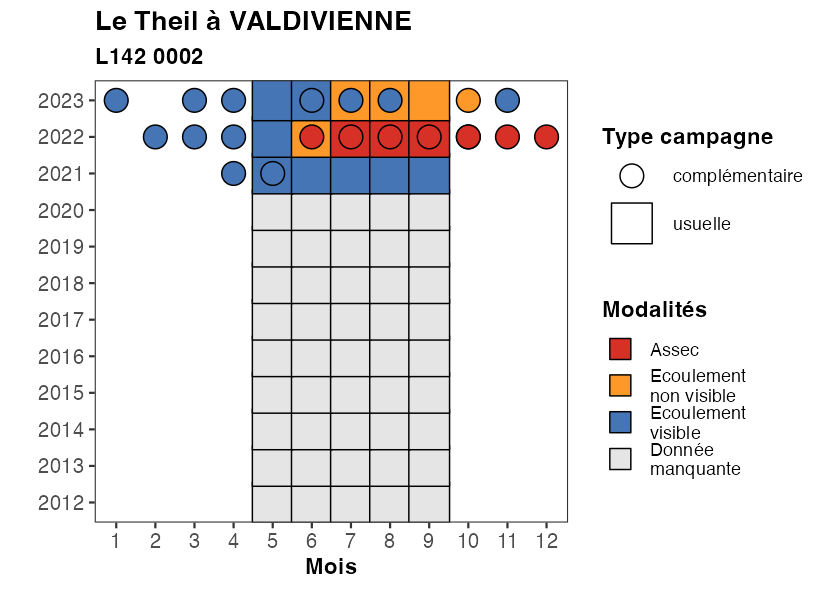 Le Theil à VALDIVIENNE
L142 0002
2023
2022
2021
2020
2019
2018
2017
2016
2015
2014
2013
2012
1 2 3 4 5 6 7 8 9 10 11 12
Mois
Type campagne
complémentaire
usuelle
Modalités
Assec
Ecoulement
non visible
Ecoulement
visible
Donnée
manquante